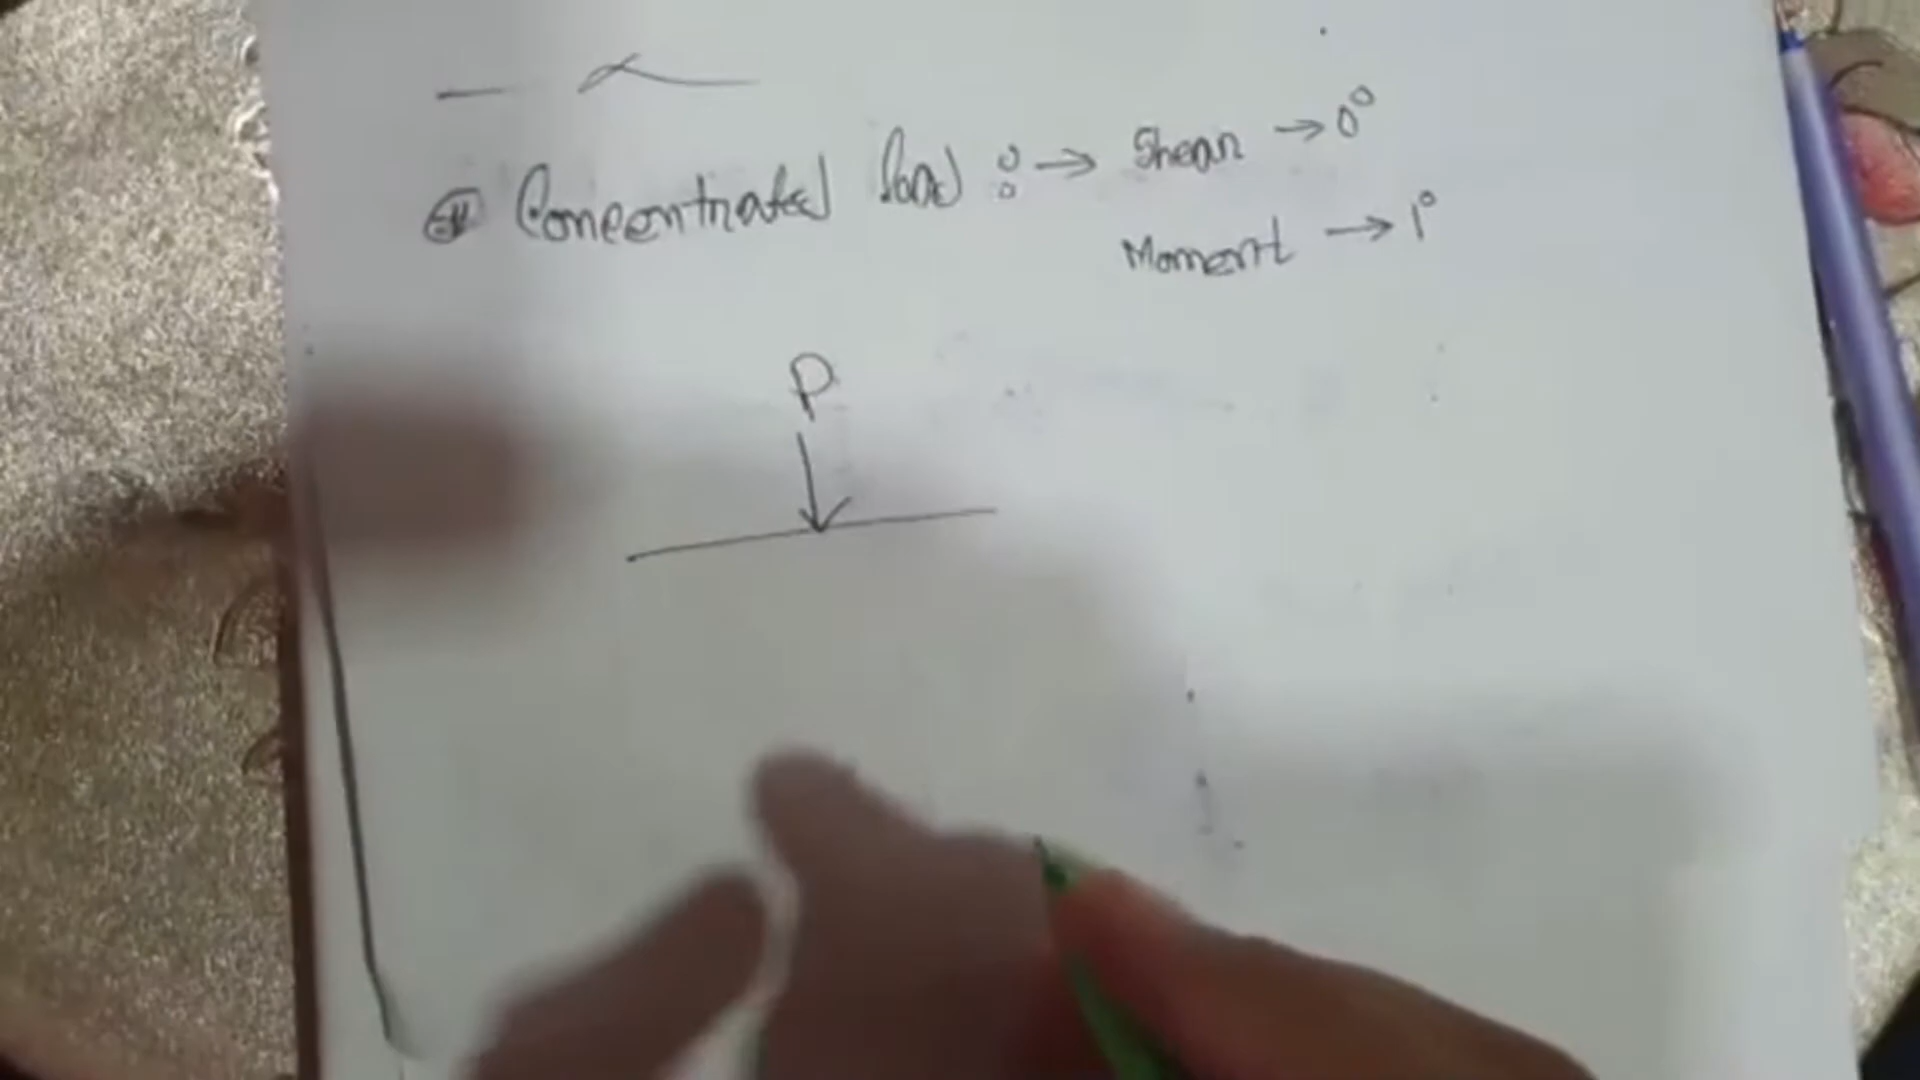 Concentrated load : → Shear → 0°
Moment → 1°
P